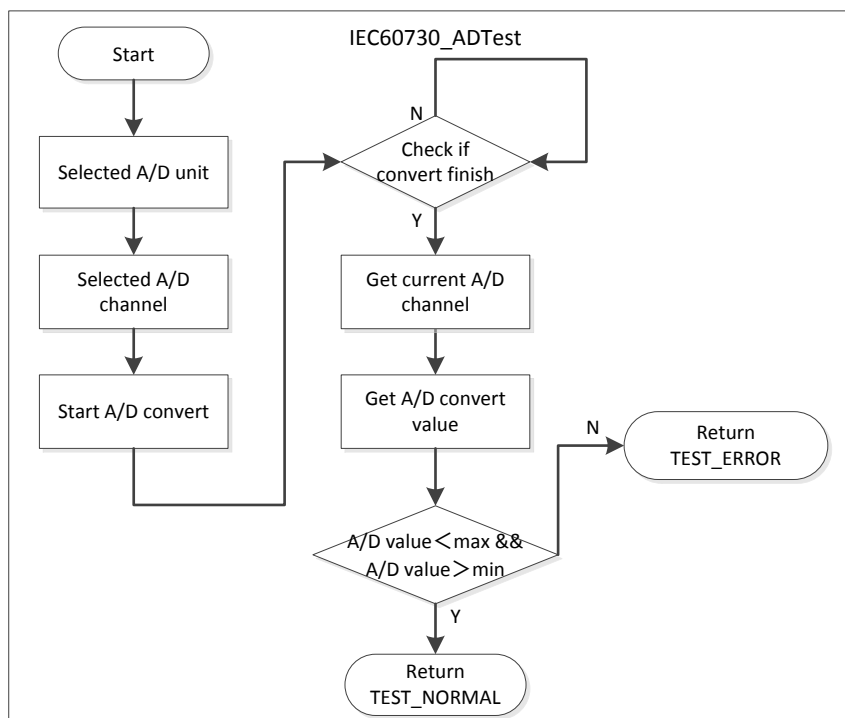 IEC60730_ADTest
Start
Selected A/D unit
Selected A/D
channel
Start A/D convert
N
Check if
convert finish
Y
Get current A/D
channel
Get A/D convert
value
A/D value＜max &&
A/D value＞min
N
Return
TEST_ERROR
Y
Return
TEST_NORMAL